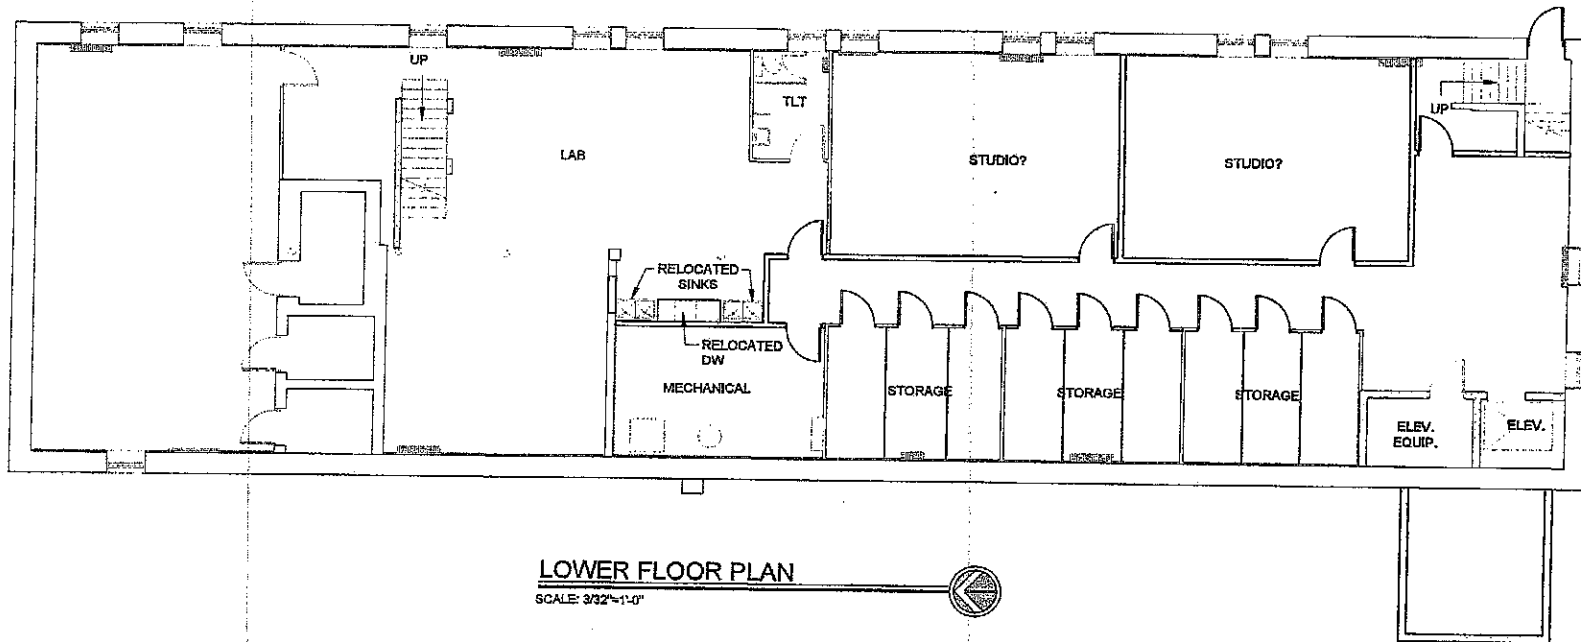 UP
TLT
LAB
STUDIO?
STUDIO?
UP
RELOCATED
SINKS
RELOCATED
DW
MECHANICAL
STORAGE
STORAGE
STORAGE
ELEV.
EQUIP.
ELEV.
LOWER FLOOR PLAN
SCALE: 3/32"=1'-0"